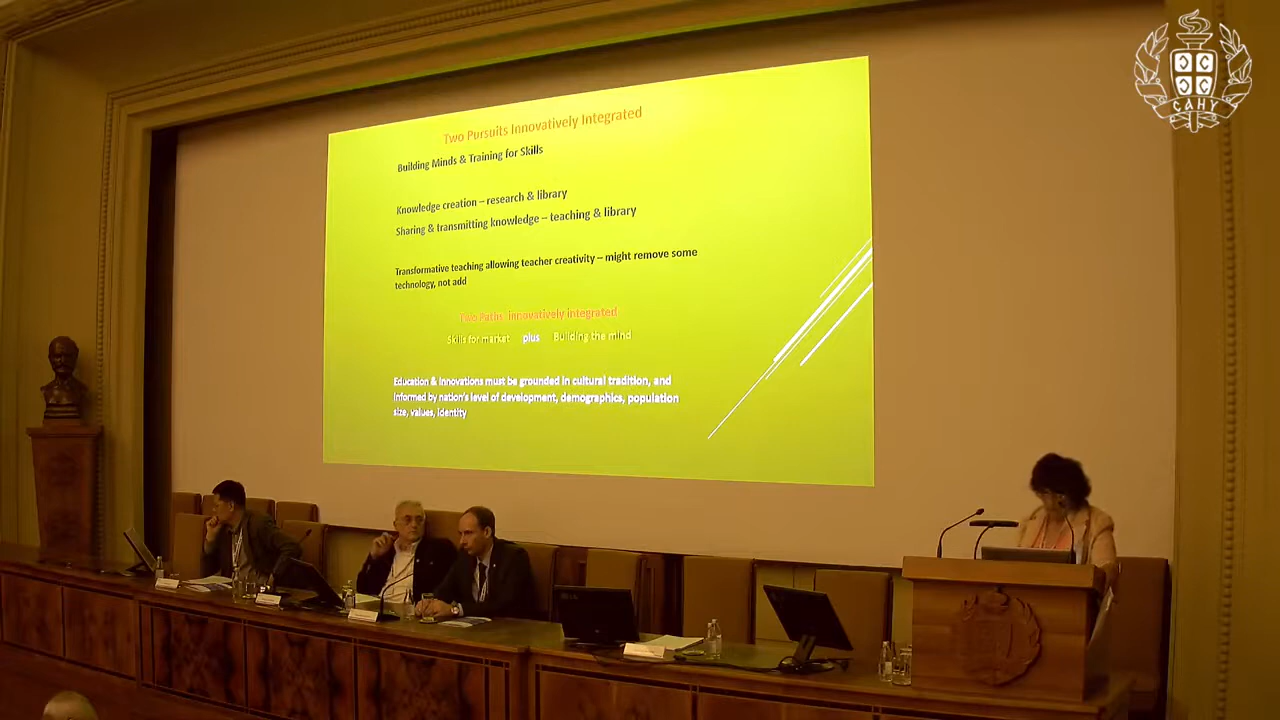 САНУ
Two Pursuits Innovatively Integrated
Building Minds & Training for Skills
Knowledge creation – research & library
Sharing & transmitting knowledge – teaching & library
Transformative teaching allowing teacher creativity – might remove some
technology, not add
Two Paths innovatively integrated
Skills for market plus Building the mind
Education & Innovations must be grounded in cultural tradition, and
informed by nation's level of development, demographics, population
size, values, identity